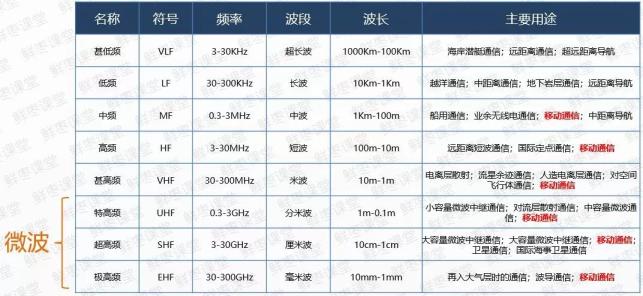 名称 符号 频率 波段 波长 主要用途
甚低频 VLF 3-30KHz 超长波 1000Km-100Km 海岸潜艇通信；远距离通信；超远距离导航
低频 LF 30-300KHz 长波 10Km-1Km 越洋通信；中距离通信；地下岩层通信；远距离导航
中频 MF 0.3-3MHz 中波 1Km-100m 船用通信；业余无线电通信；移动通信；中距离导航
高频 HF 3-30MHz 短波 100m-10m 远距离短波通信；国际定点通信；移动通信
甚高频 VHF 30-300MHz 米波 10m-1m 电离层散射；流星余迹通信；人造电离层通信；对空间
飞行体通信；移动通信
特高频 UHF 0.3-3GHz 分米波 1m-0.1m 小容量微波中继通信；对流层散射通信；中容量微波通
信；移动通信
微波
超高频 SHF 3-30GHz 厘米波 10cm-1cm 大容量微波中继通信；大容量微波中继通信；移动通信；
卫星通信；国际海事卫星通信
极高频 EHF 30-300GHz 毫米波 10mm-1mm 再入大气层时的通信；波导通信；移动通信
鲜枣课堂